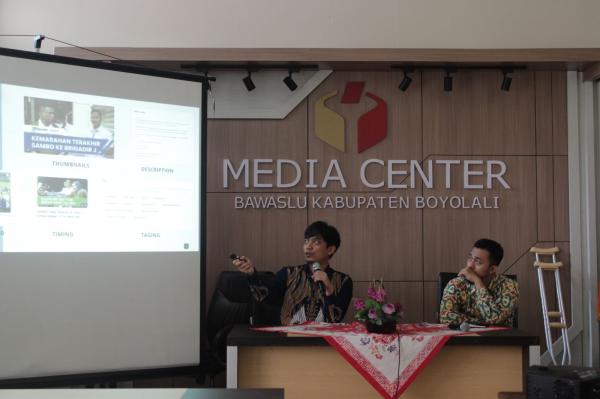 KEMARAHAN TERAKHIR
SAMBO KE BRIGADIR J
THUMBNAILS
DESCRIPTION
TIMING
TAGING
MEDIA CENTER
BAWASLU KABUPATEN BOYOLALI